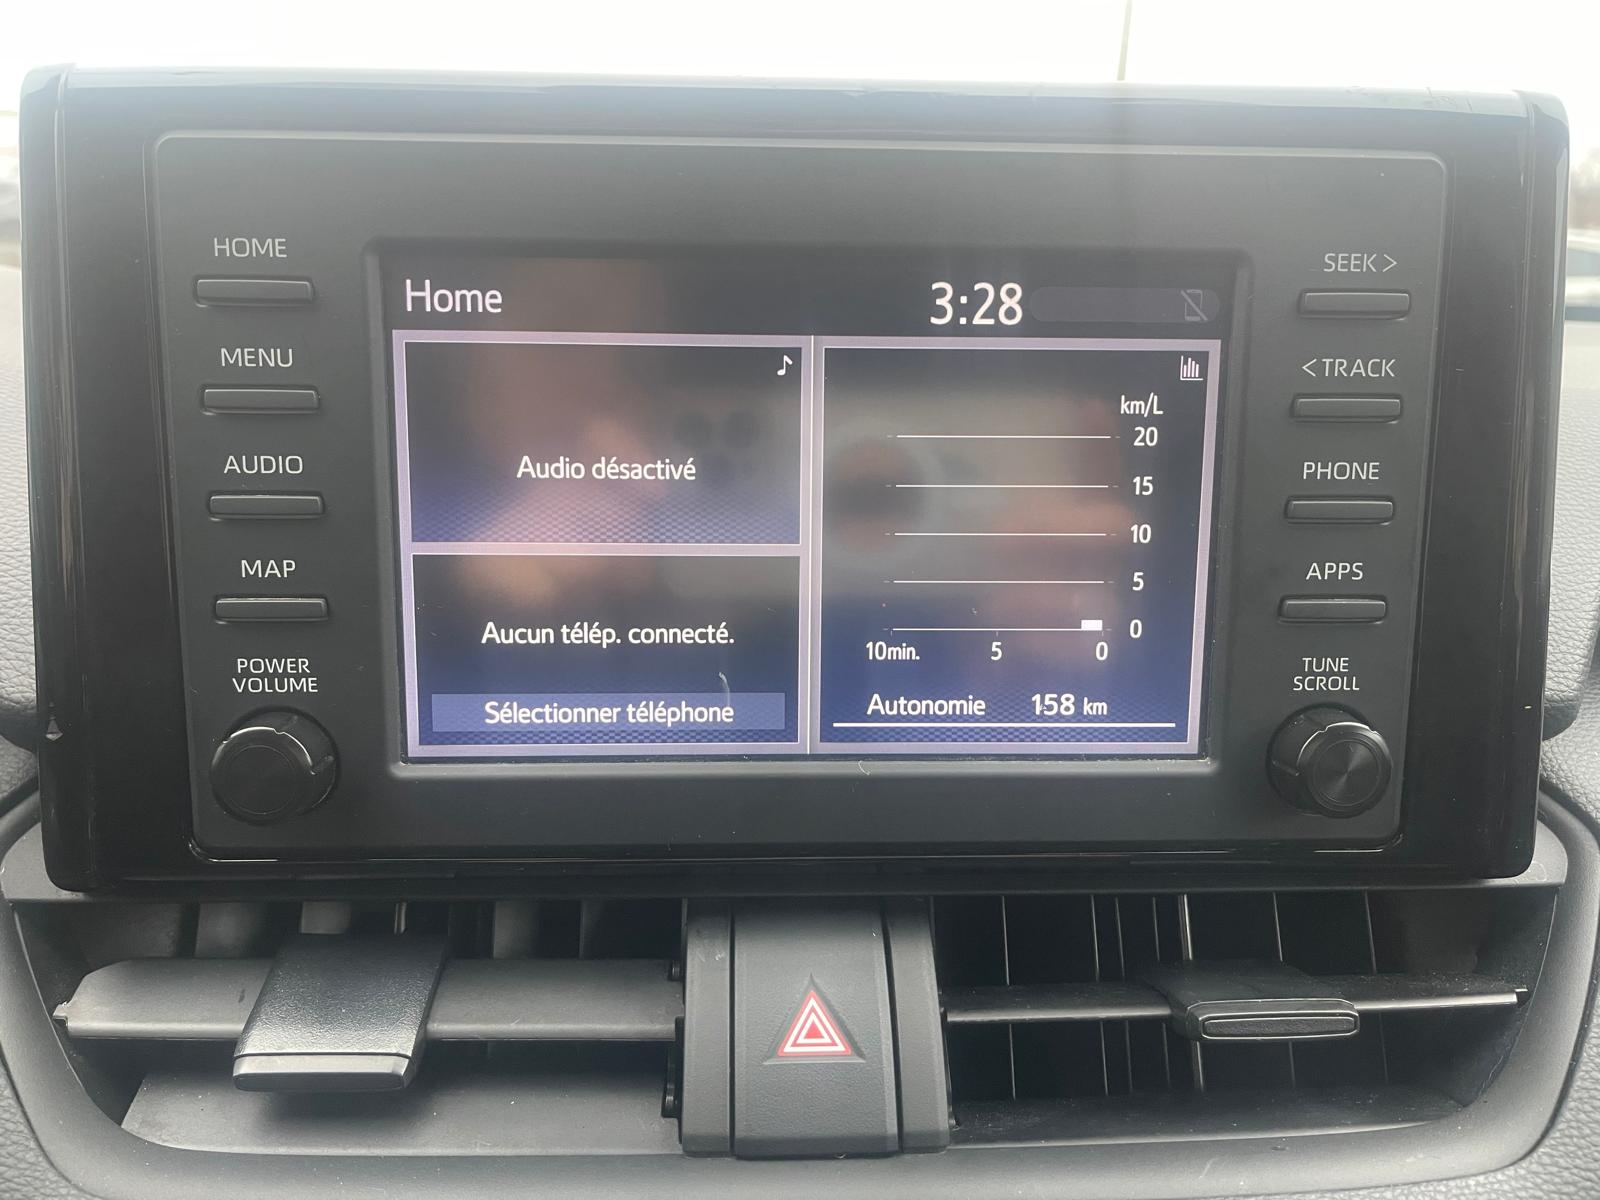 HOME
MENU
AUDIO
MAP
POWER
VOLUME
Home
3:28
Audio désactivé
Aucun télép. connecté.
Sélectionner téléphone
km/L
20
15
10
5
0
10min. 5 0
Autonomie 158 km
SEEK >
< TRACK
PHONE
APPS
TUNE
SCROLL